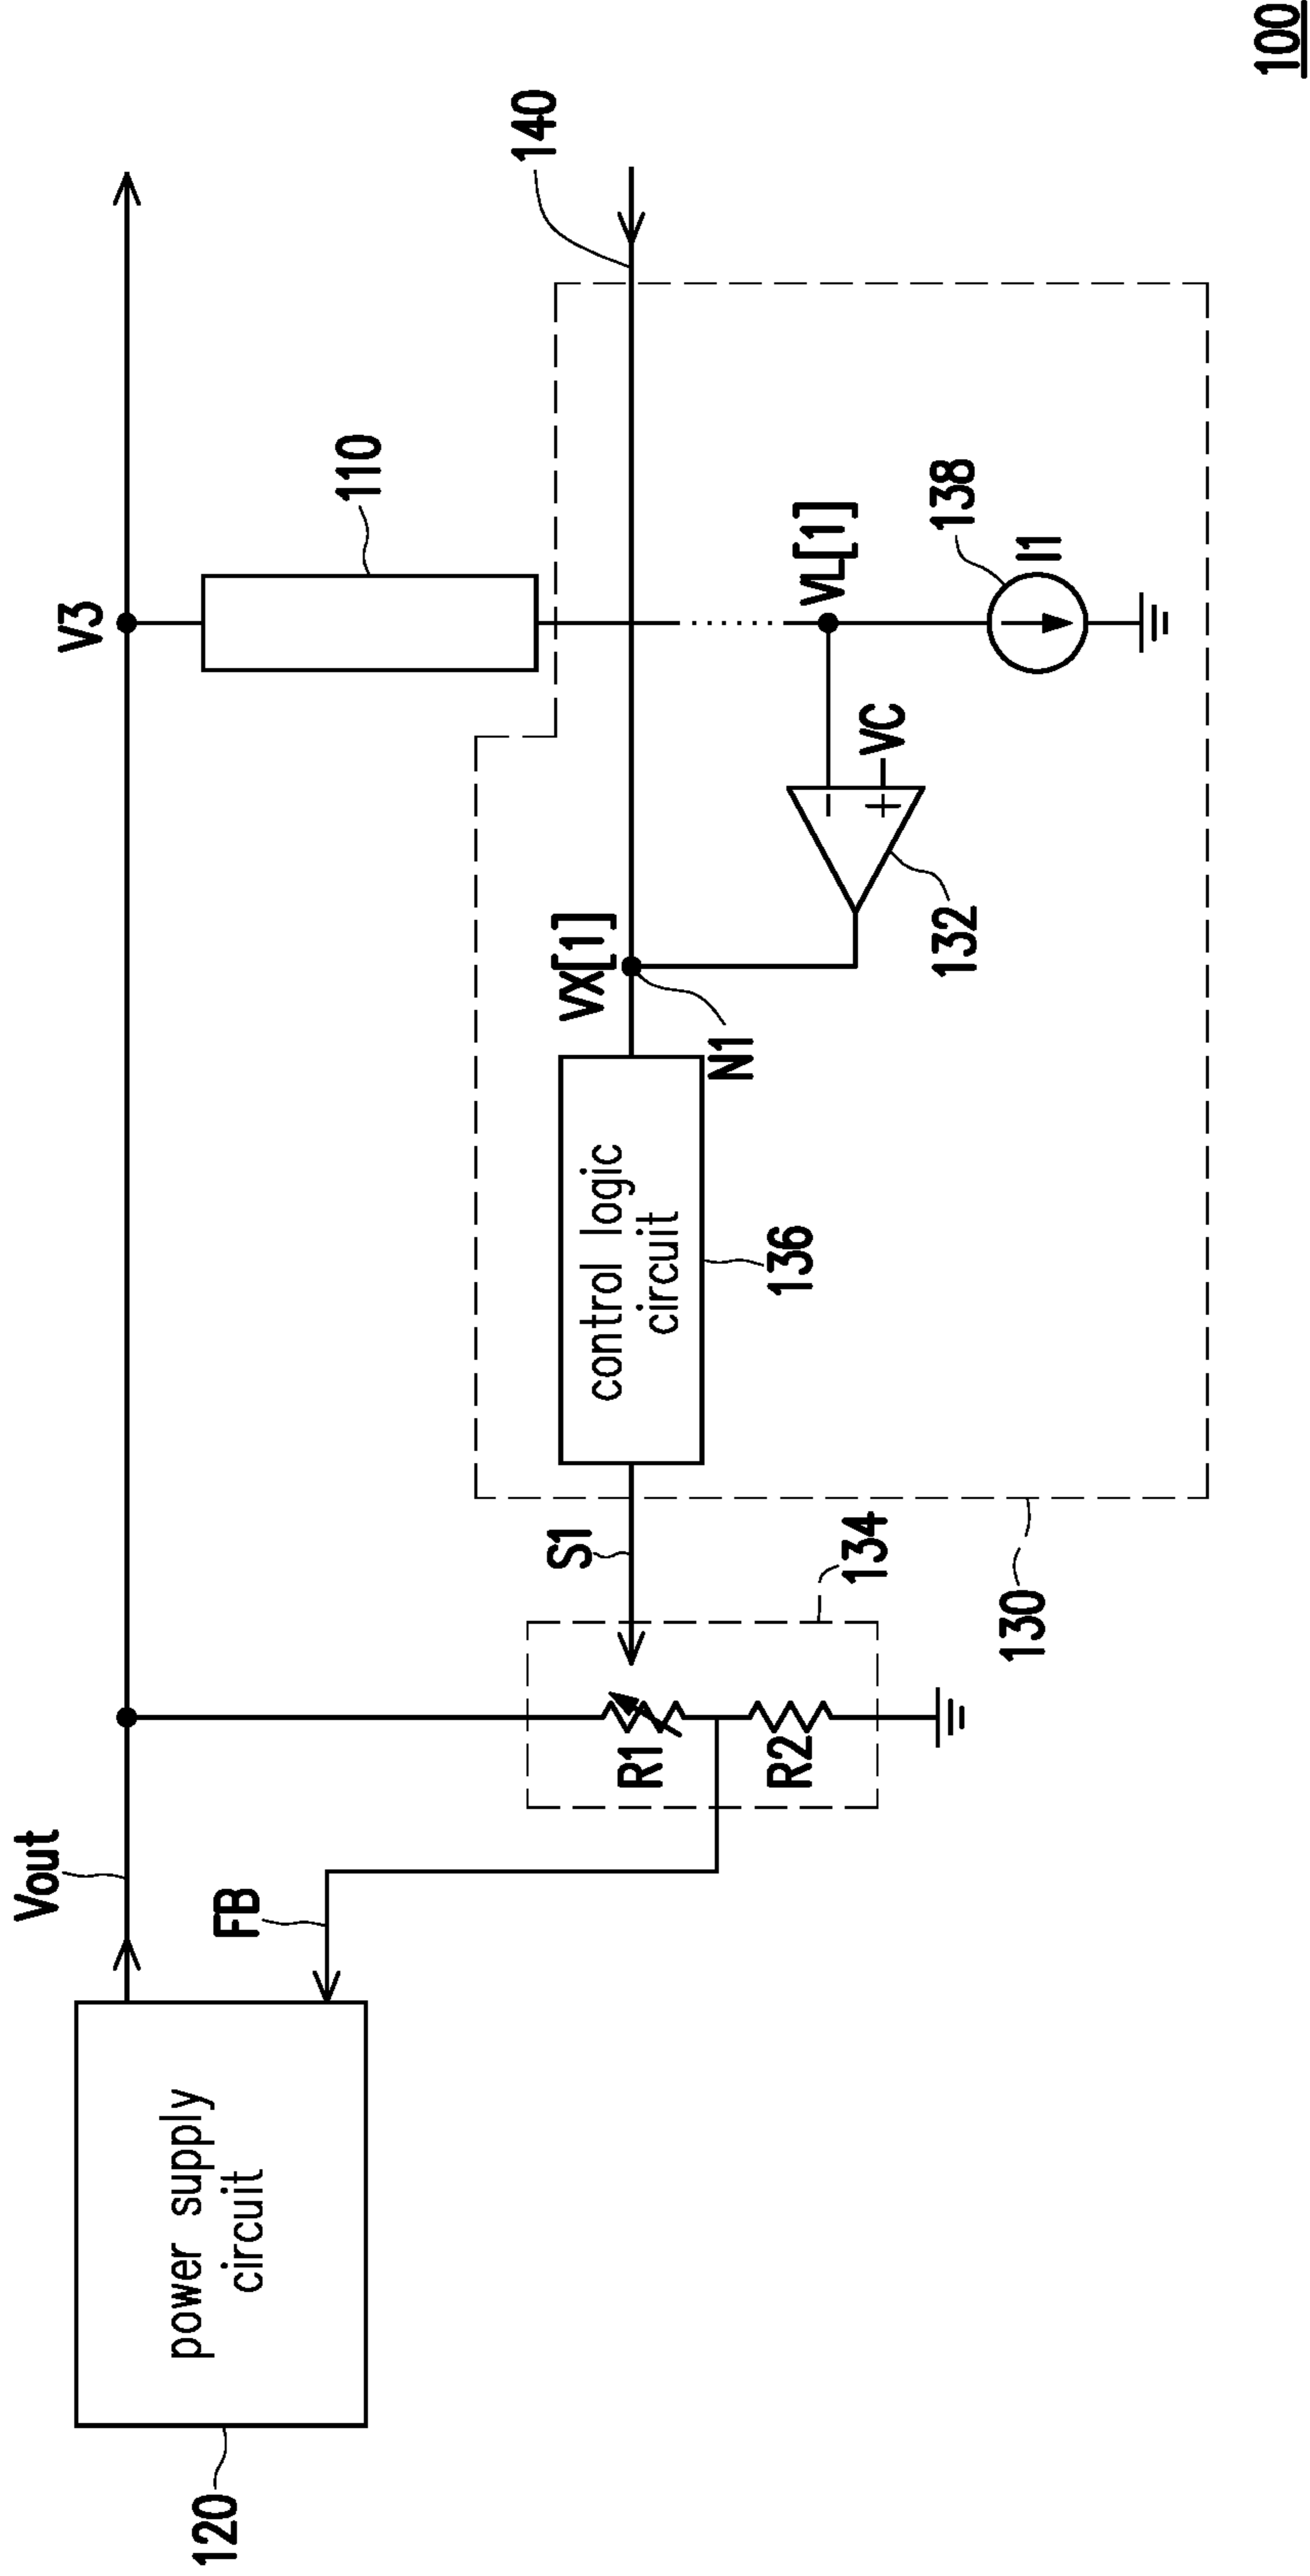 Vout
V3
power supply
circuit
120
FB
110
140
S1
control logic
circuit
136
VX[1]
N1
R1
R2
134
VL[1]
VC
−
+
132
138
I1
130
100